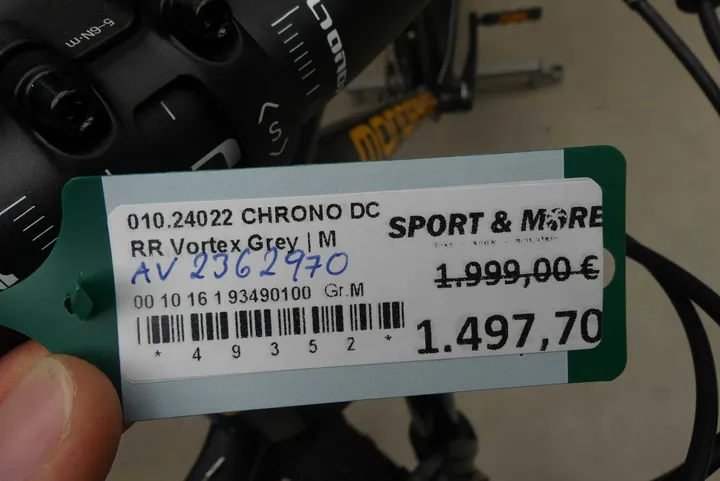 5-6N·m
010.24022 CHRONO DC
RR Vortex Grey | M
AV 2362970
00 10 16 1 93490100 Gr.M
* 4 9 3 5 2 *
SPORT & MORE
1.999,00 €
1.497,70